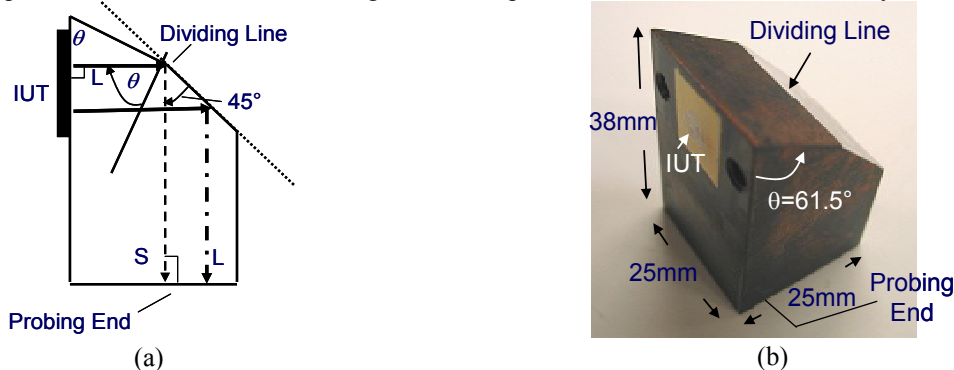 θ
Dividing Line
L
θ
IUT
45°
S
L
Probing End
(a)
Dividing Line
38mm
IUT
θ=61.5°
25mm
25mm
Probing
End
(b)